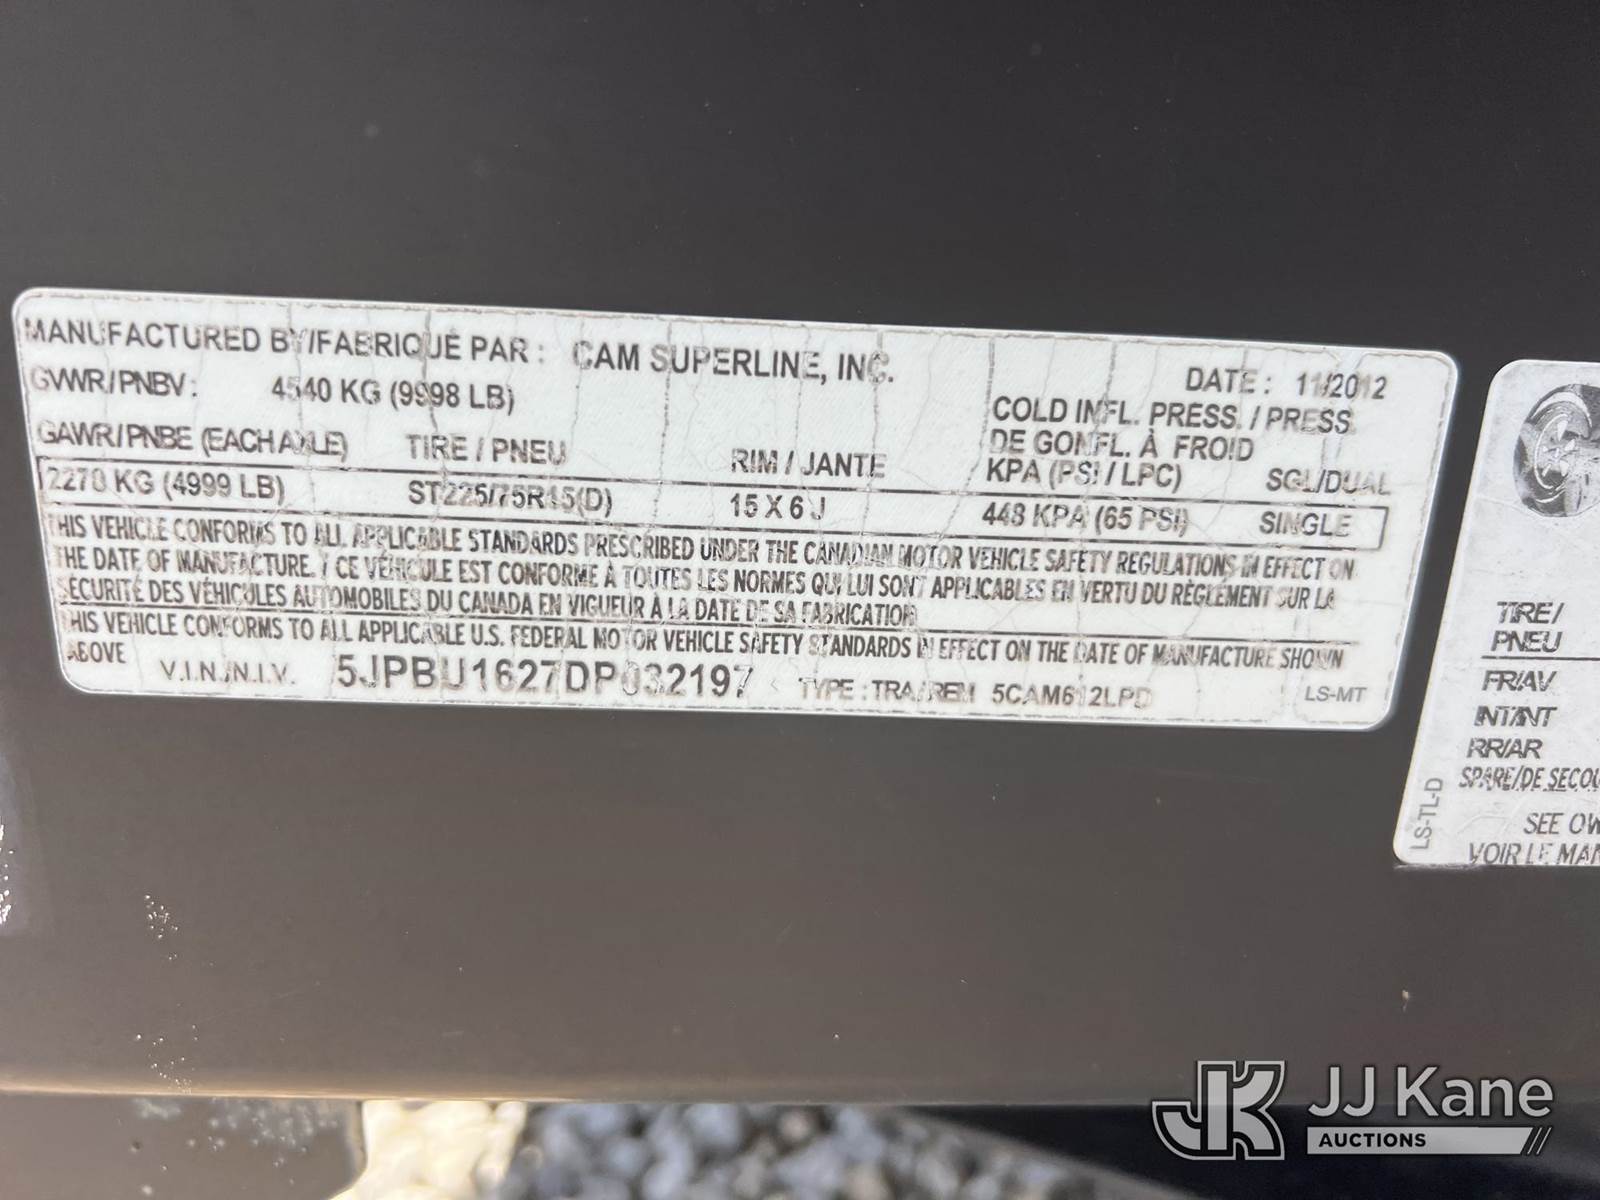 MANUFACTURED BY/FABRIQUÉ PAR : CAM SUPERLINE, INC.
DATE : 11/2012
GVWR/PNBV : 4540 KG (9998 LB)
COLD INFL. PRESS. / PRESS.
DE GONFL. À FROID
GAWR/PNBE (EACH AXLE) TIRE / PNEU RIM / JANTE KPA (PSI / LPC) SGL/DUAL
2270 KG (4999 LB) ST225/75R15(D) 15 X 6 J 448 KPA (65 PSI) SINGLE
THIS VEHICLE CONFORMS TO ALL APPLICABLE STANDARDS PRESCRIBED UNDER THE CANADIAN MOTOR VEHICLE SAFETY REGULATIONS IN EFFECT ON
THE DATE OF MANUFACTURE. / CE VÉHICULE EST CONFORME À TOUTES LES NORMES QUI LUI SONT APPLICABLES EN VERTU DU RÈGLEMENT SUR LA
SÉCURITÉ DES VÉHICULES AUTOMOBILES DU CANADA EN VIGUEUR À LA DATE DE SA FABRICATION.
THIS VEHICLE CONFORMS TO ALL APPLICABLE U.S. FEDERAL MOTOR VEHICLE SAFETY STANDARDS IN EFFECT ON THE DATE OF MANUFACTURE SHOWN
ABOVE
V.I.N./N.I.V. 5JPBU1627DP032197 TYPE : TRA/REM 5CAM612LPD LS-MT
TIRE /
PNEU
FR/AV
INT/INT
RR/AR
SPARE/DE SECOU
SEE OW
VOIR LE MAN
LS-TL-D
JJ Kane
AUCTIONS